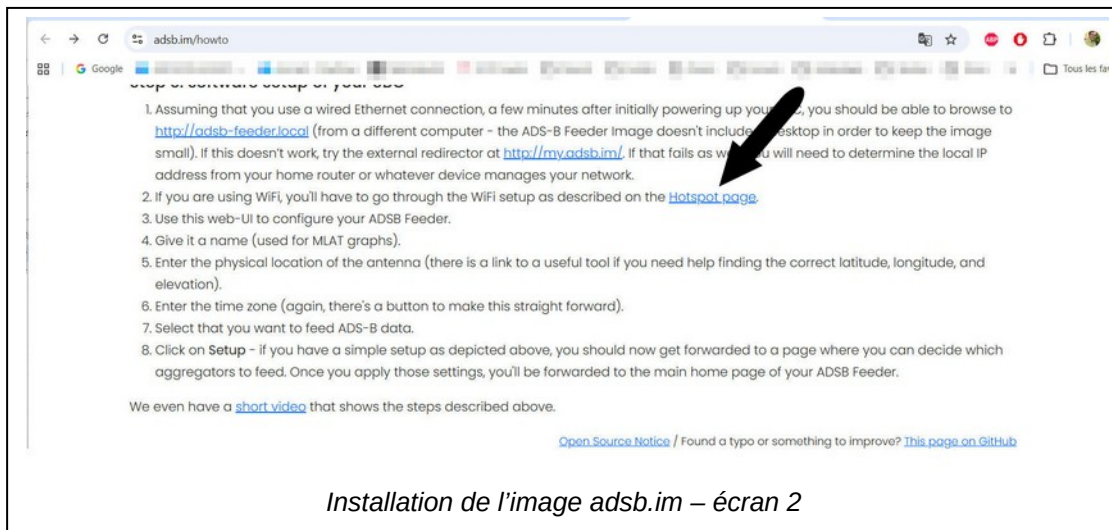 adsb.im/howto
ABP
Google
Tous les fav
step 3: software setup of your SBC
1. Assuming that you use a wired Ethernet connection, a few minutes after initially powering up your SBC, you should be able to browse to
http://adsb-feeder.local (from a different computer - the ADS-B Feeder Image doesn't include desktop in order to keep the image
small). If this doesn't work, try the external redirector at http://my.adsb.im/. If that fails as well you will need to determine the local IP
address from your home router or whatever device manages your network.
2. If you are using WiFi, you'll have to go through the WiFi setup as described on the Hotspot page.
3. Use this web-UI to configure your ADSB Feeder.
4. Give it a name (used for MLAT graphs).
5. Enter the physical location of the antenna (there is a link to a useful tool if you need help finding the correct latitude, longitude, and
elevation).
6. Enter the time zone (again, there's a button to make this straight forward).
7. Select that you want to feed ADS-B data.
8. Click on Setup - if you have a simple setup as depicted above, you should now get forwarded to a page where you can decide which
aggregators to feed. Once you apply those settings, you'll be forwarded to the main home page of your ADSB Feeder.
We even have a short video that shows the steps described above.
Open Source Notice / Found a typo or something to improve? This page on GitHub
Installation de l'image adsb.im – écran 2